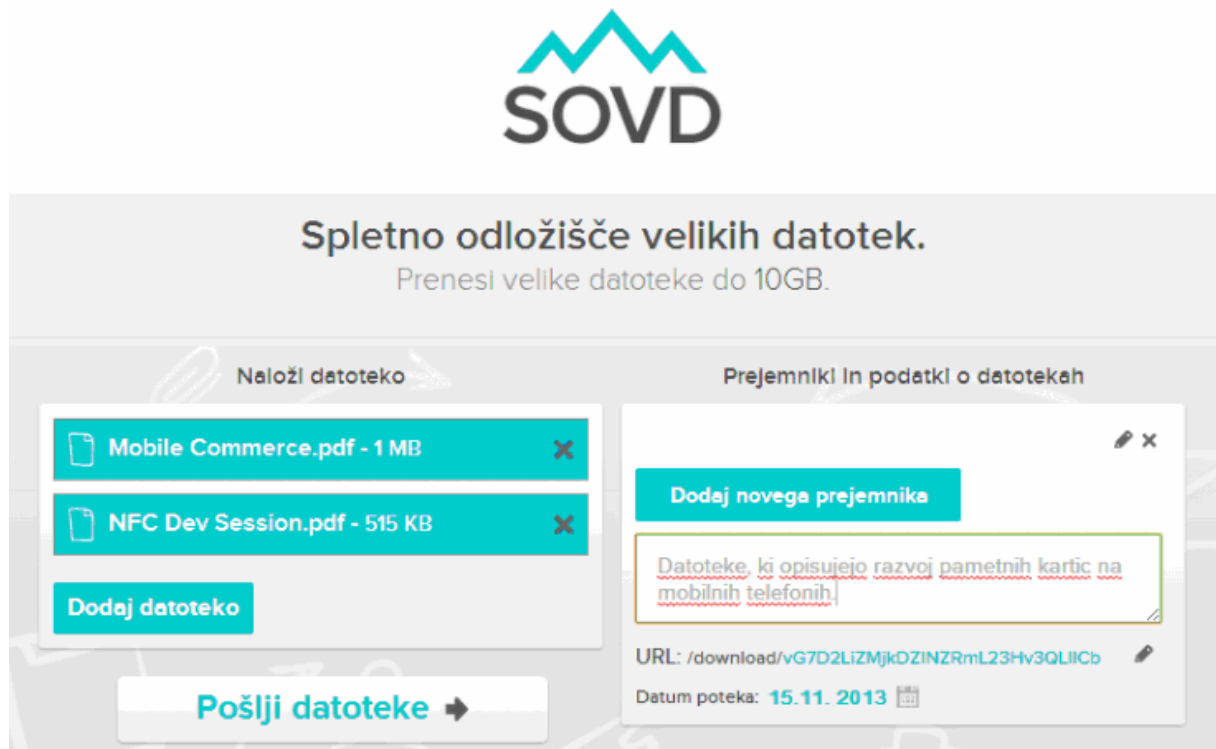 SOVD
Spletno odložišče velikih datotek.
Prenesi velike datoteke do 10GB.
Naloži datoteko
Mobile Commerce.pdf - 1 MB
NFC Dev Session.pdf - 515 KB
Dodaj datoteko
Pošlji datoteke
Prejemniki in podatki o datotekah
Dodaj novega prejemnika
Datoteke, ki opisujejo razvoj pametnih kartic na
mobilnih telefonih.
URL: /download/
Datum poteka: 15.11. 2013